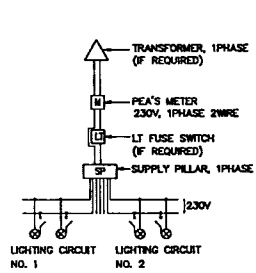 TRANSFORMER, 1PHASE
(IF REQUIRED)
M
PEA'S METER
230V, 1PHASE 2WIRE
LT
LT FUSE SWITCH
(IF REQUIRED)
SP
SUPPLY PILLAR, 1PHASE
230V
LIGHTING CIRCUIT
NO. 1
LIGHTING CIRCUIT
NO. 2